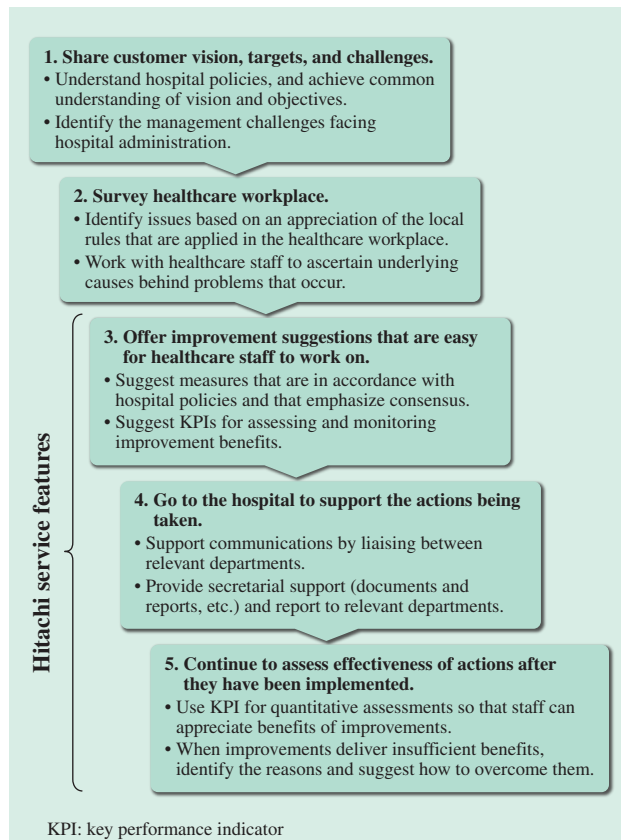 1. Share customer vision, targets, and challenges.
• Understand hospital policies, and achieve common
understanding of vision and objectives.
• Identify the management challenges facing
hospital administration.
2. Survey healthcare workplace.
• Identify issues based on an appreciation of the local
rules that are applied in the healthcare workplace.
• Work with healthcare staff to ascertain underlying
causes behind problems that occur.
Hitachi service features
3. Offer improvement suggestions that are easy
for healthcare staff to work on.
• Suggest measures that are in accordance with
hospital policies and that emphasize consensus.
• Suggest KPIs for assessing and monitoring
improvement benefits.
4. Go to the hospital to support the actions being
taken.
• Support communications by liaising between
relevant departments.
• Provide secretarial support (documents and
reports, etc.) and report to relevant departments.
5. Continue to assess effectiveness of actions after
they have been implemented.
• Use KPI for quantitative assessments so that staff can
appreciate benefits of improvements.
• When improvements deliver insufficient benefits,
identify the reasons and suggest how to overcome them.
KPI: key performance indicator